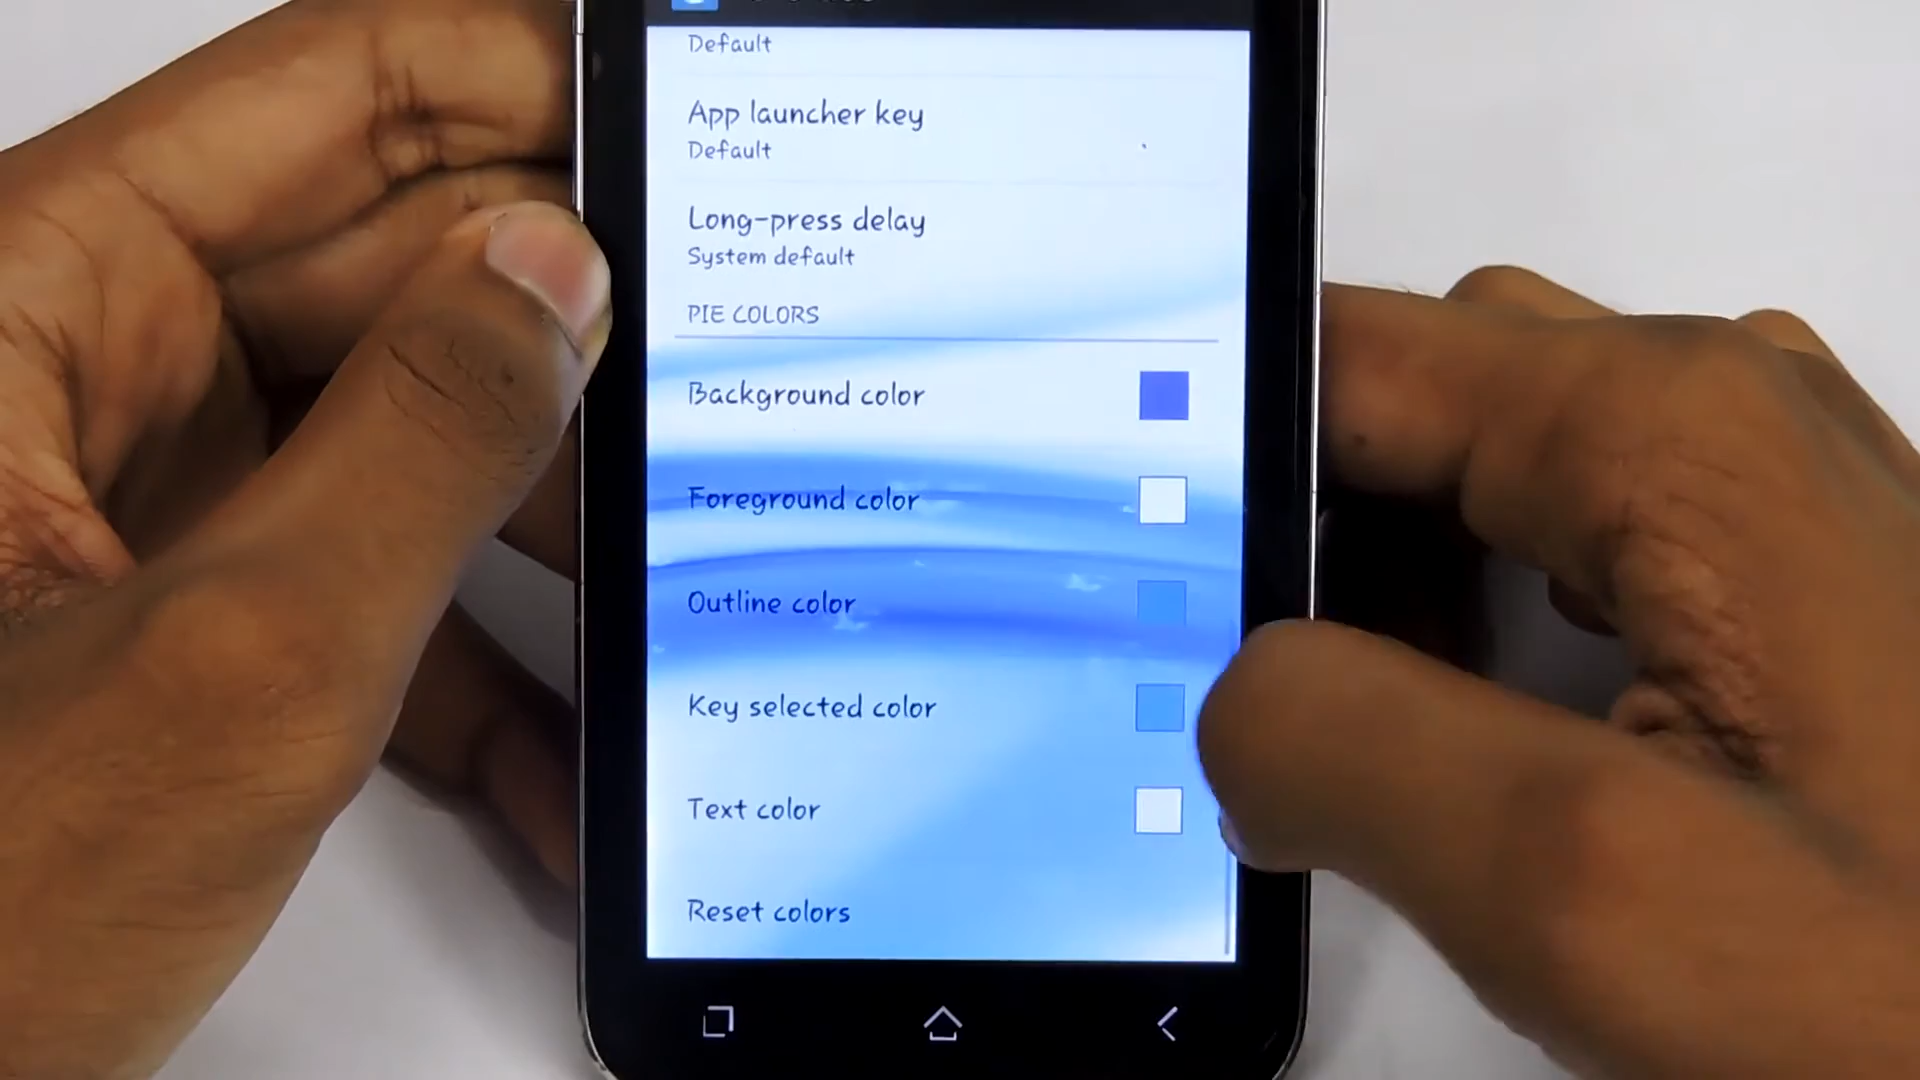 Default
App launcher key
Default
Long-press delay
System default
PIE COLORS
Background color
Foreground color
Outline color
Key selected color
Text color
Reset colors